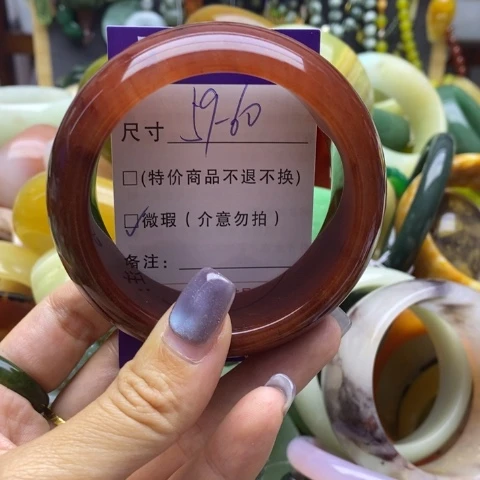 尺寸 59-60
□(特价商品不退不换)
☑微瑕(介意勿拍)
备注: